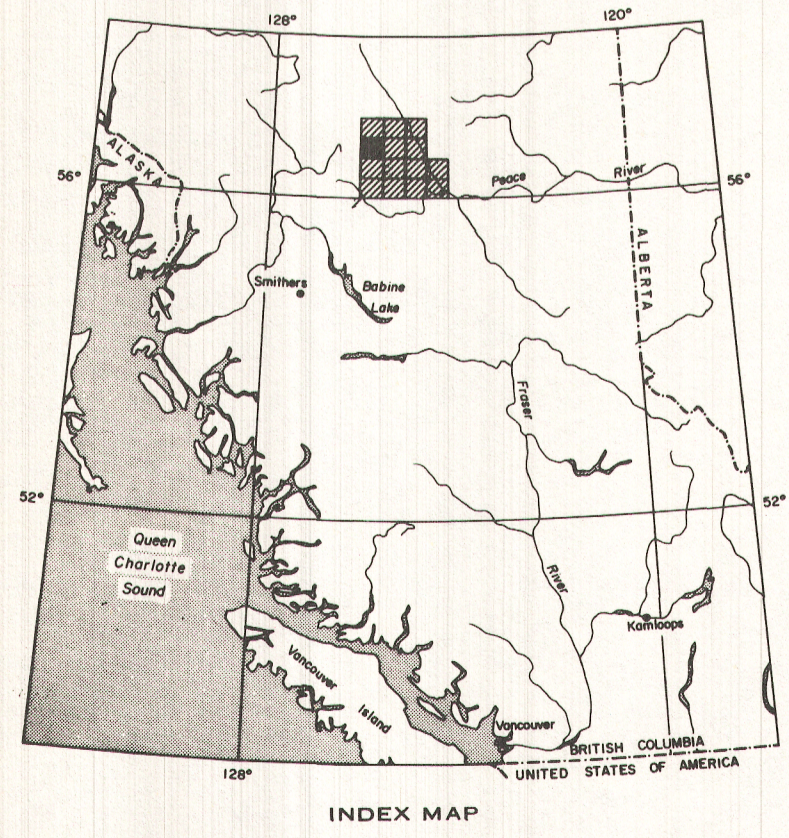 128°
120°
ALASKA
56°
Peace
River
56°
ALBERTA
Smithers
Babine
Lake
Fraser
52°
52°
Queen
Charlotte
Sound
River
Kamloops
Vancouver
Island
Vancouver
BRITISH COLUMBIA
UNITED STATES OF AMERICA
128°
INDEX MAP